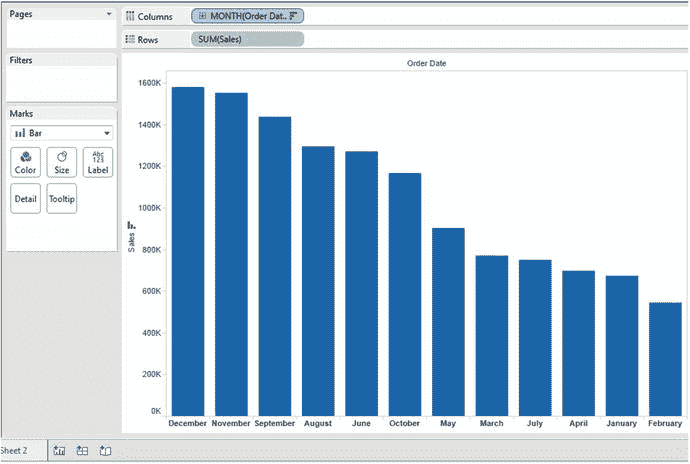 Pages
Columns
MONTH(Order Dat..
Rows
SUM(Sales)
Filters
Marks
Bar
Color
Size
Abc
123
Label
Detail
Tooltip
Order Date
Sales
1600K
1400K
1200K
1000K
800K
600K
400K
200K
0K
December November September August June October May March July April January February
Sheet 2